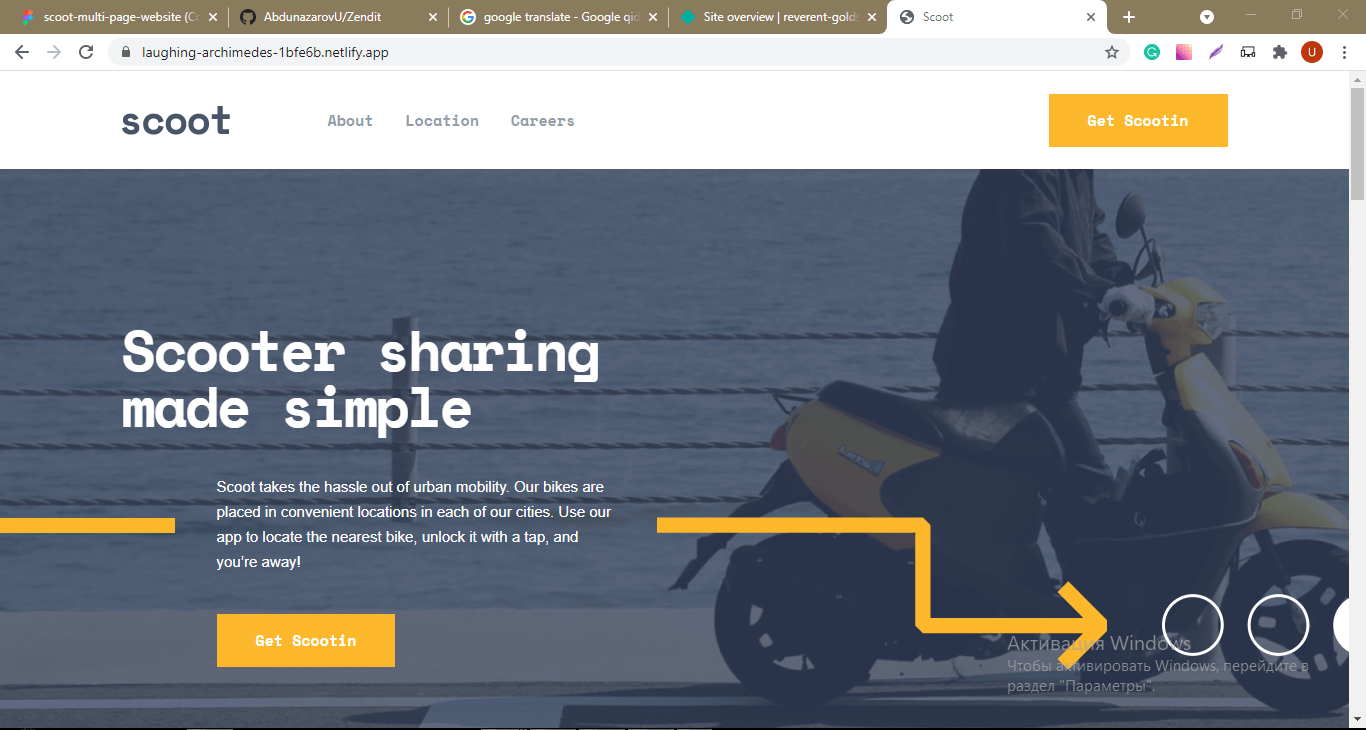 scoot-multi-page-website (Co
AbdunazarovU/Zendit
google translate - Google qid
Site overview | reverent-golds
Scoot
laughing-archimedes-1bfe6b.netlify.app
U
scoot
About
Location
Careers
Get Scootin
Scooter sharing
made simple
Scoot takes the hassle out of urban mobility. Our bikes are
placed in convenient locations in each of our cities. Use our
app to locate the nearest bike, unlock it with a tap, and
you're away!
Get Scootin
Активация Windows
Чтобы активировать Windows, перейдите в
раздел "Параметры".